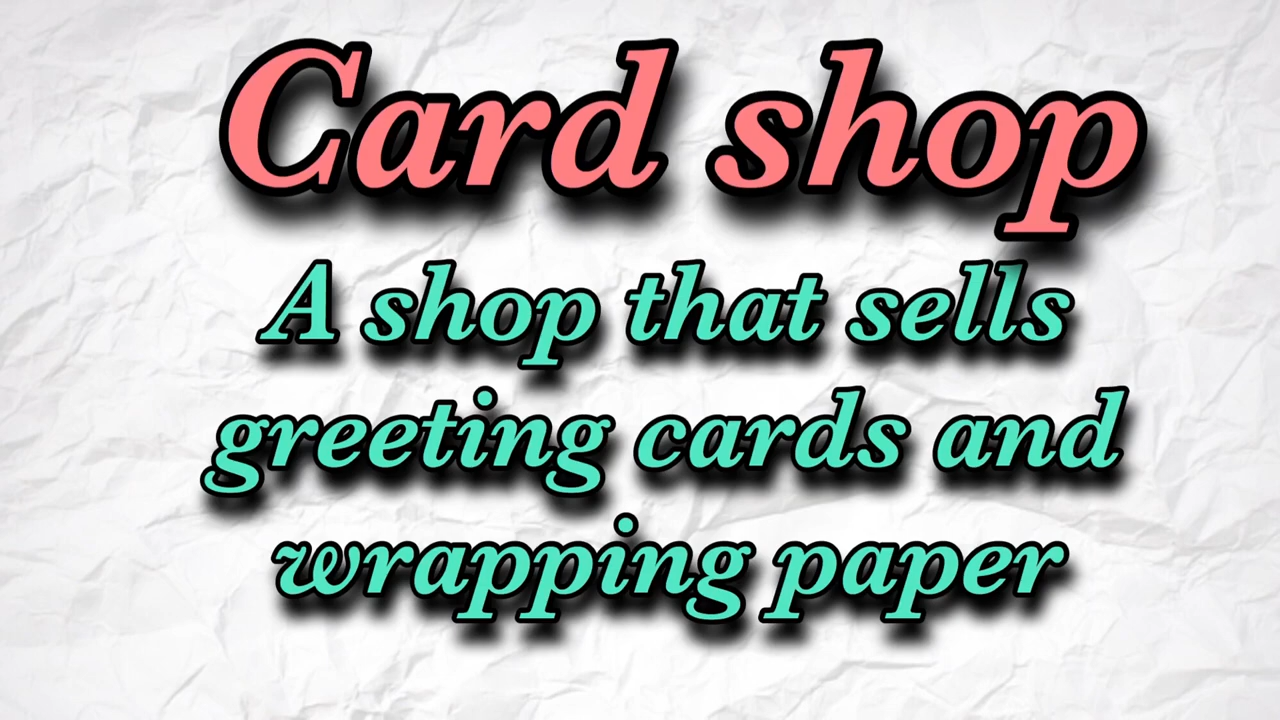 Card shop
A shop that sells
greeting cards and
wrapping paper